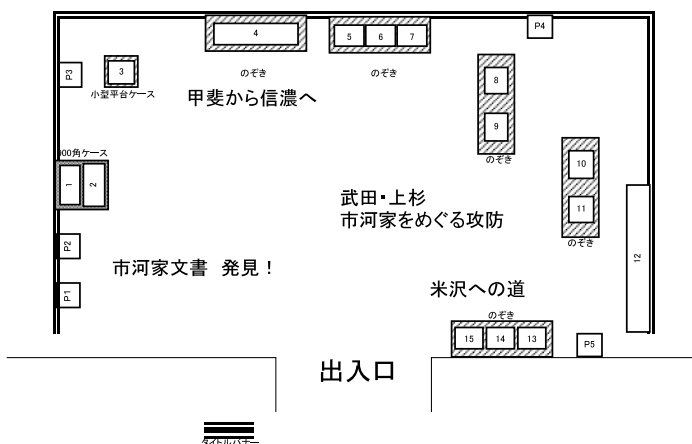 4
5
6
7
P4
P3
3
小型平台ケース
のぞき
のぞき
甲斐から信濃へ
8
9
のぞき
900角ケース
1
2
10
11
のぞき
武田・上杉
市河家をめぐる攻防
12
P2
P1
市河家文書 発見！
米沢への道
のぞき
15
14
13
P5
出入口
タイトルバナー